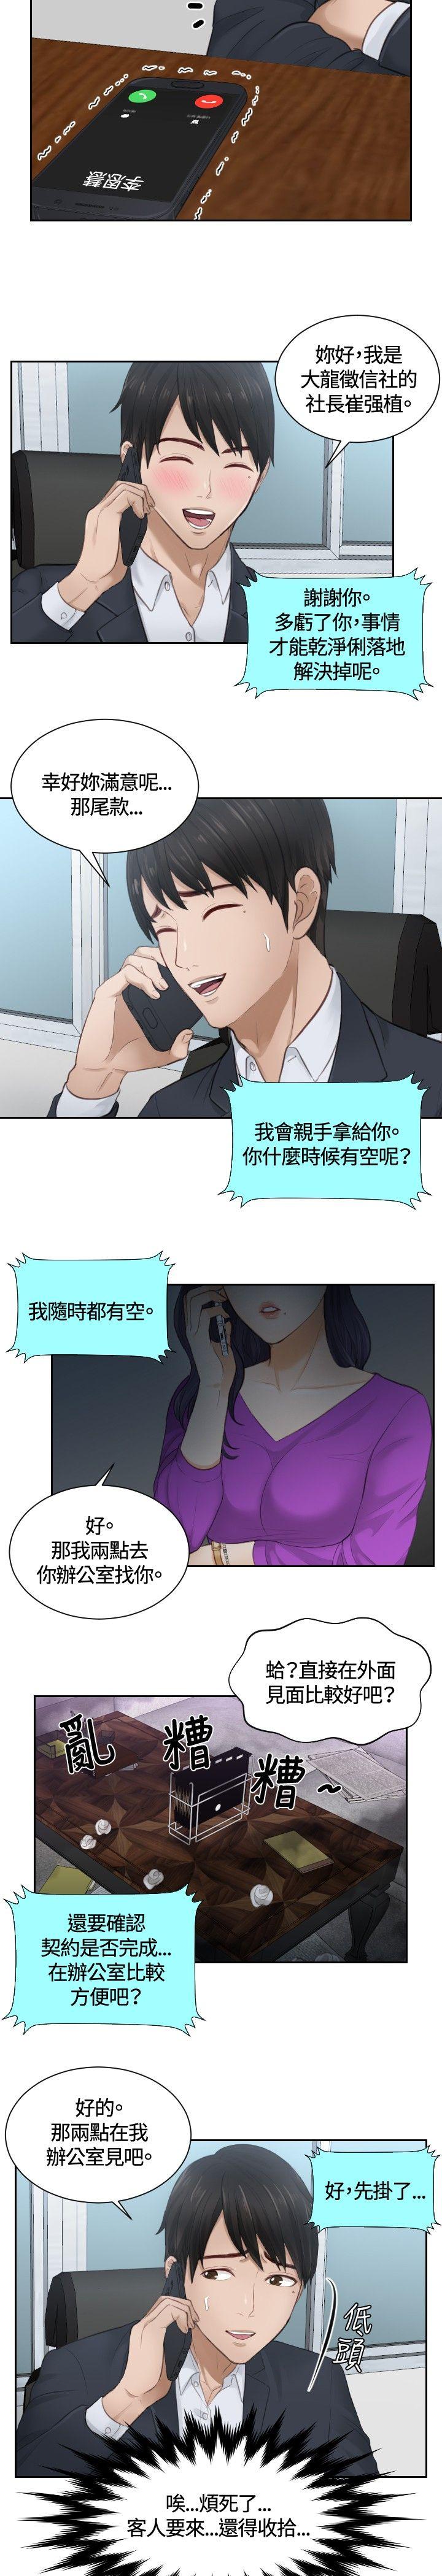 李恩慧
妳好，我是
大龍徵信社的
社長崔强植。
謝謝你。
多虧了你，事情
才能乾淨俐落地
解決掉呢。
幸好妳滿意呢...
那尾款...
我會親手拿給你。
你什麼時候有空呢？
我隨時都有空。
好。
那我兩點去
你辦公室找你。
蛤？直接在外面
見面比較好吧？
亂糟糟~
還要確認
契約是否完成...
在辦公室比較
方便吧？
好的。
那兩點在我
辦公室見吧。
好，先掛了...
低頭
唉...煩死了...
客人要來...還得收拾...